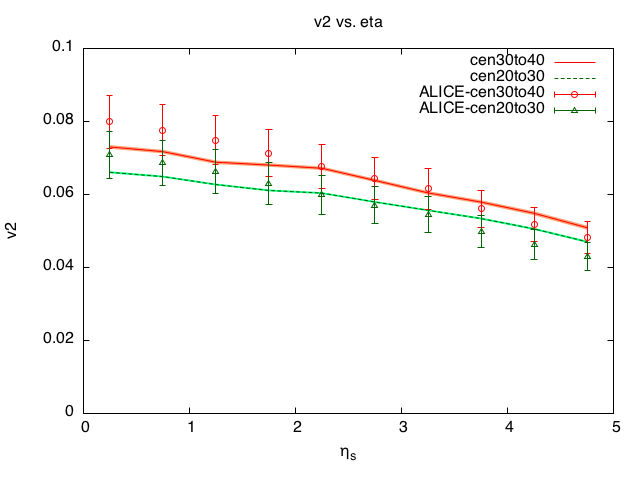 v2 vs. eta
cen30to40
cen20to30
ALICE-cen30to40
ALICE-cen20to30
0.1
0.08
0.06
0.04
0.02
0
v2
0 1 2 3 4 5
ηs